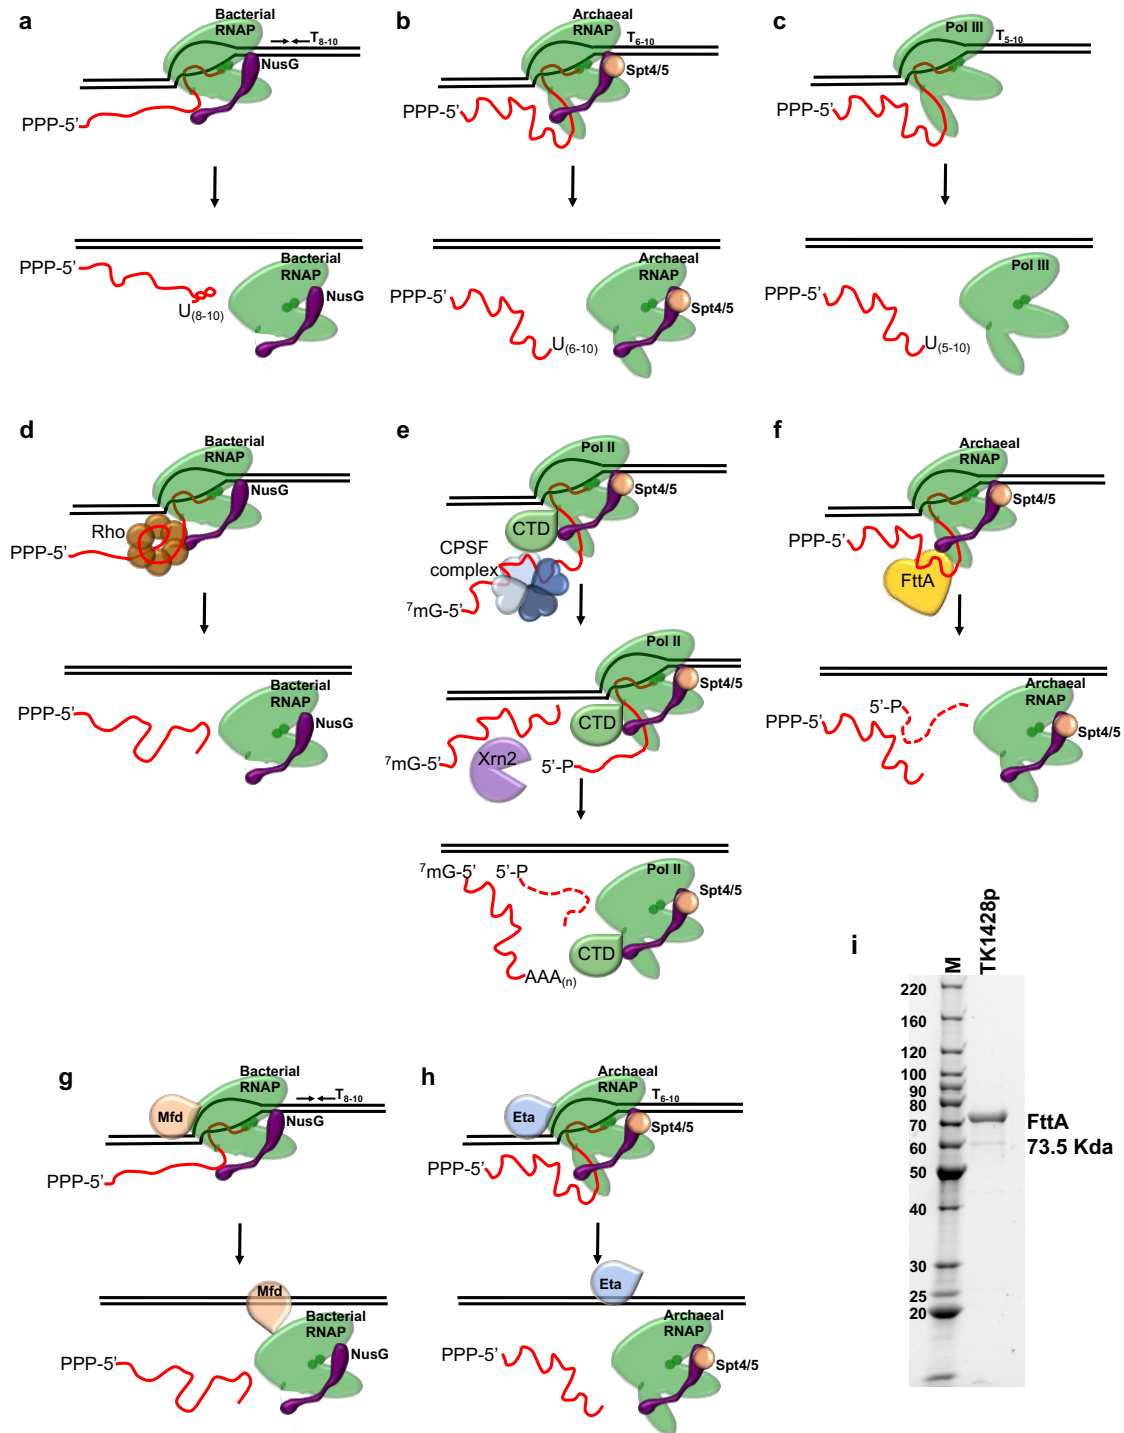 a
Bacterial
RNAP
T8-10
NusG
PPP-5’
PPP-5’
U(8-10)
Bacterial
RNAP
NusG
b
Archaeal
RNAP
T6-10
Spt4/5
PPP-5’
PPP-5’
U(6-10)
Archaeal
RNAP
Spt4/5
c
Pol III
T5-10
PPP-5’
PPP-5’
U(5-10)
Pol III
d
Bacterial
RNAP
NusG
Rho
PPP-5’
PPP-5’
Bacterial
RNAP
NusG
e
Pol II
Spt4/5
CTD
CPSF
complex
7mG-5’
Pol II
Spt4/5
CTD
7mG-5’
Xrn2
5’-P
7mG-5’
5’-P
Pol II
Spt4/5
CTD
AAA(n)
f
Archaeal
RNAP
Spt4/5
PPP-5’
FttA
5’-P
PPP-5’
Archaeal
RNAP
Spt4/5
g
Bacterial
RNAP
T8-10
Mfd
NusG
PPP-5’
Mfd
Bacterial
RNAP
NusG
PPP-5’
h
Archaeal
RNAP
T6-10
Eta
Spt4/5
PPP-5’
Eta
Archaeal
RNAP
Spt4/5
PPP-5’
i
M
TK1428p
220
160
120
100
90
80
70
60
50
40
30
25
20
FttA
73.5 Kda